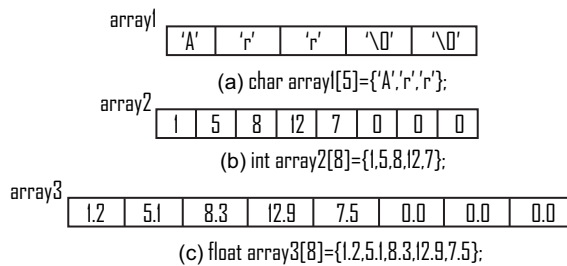 array1
‘A’ ‘r’ ‘r’ ‘\0’ ‘\0’
(a) char array1[5]={‘A’,’r’,’r’};
array2
1 5 8 12 7 0 0 0
(b) int array2[8]={1,5,8,12,7};
array3
1.2 5.1 8.3 12.9 7.5 0.0 0.0 0.0
(c) float array3[8]={1.2,5.1,8.3,12.9,7.5};